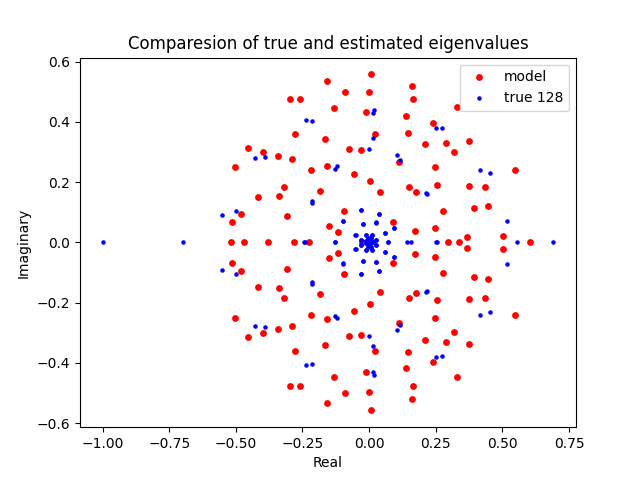 Comparesion of true and estimated eigenvalues
model
true 128
0.6
0.4
0.2
0.0
−0.2
−0.4
−0.6
Imaginary
−1.00 −0.75 −0.50 −0.25 0.00 0.25 0.50 0.75
Real